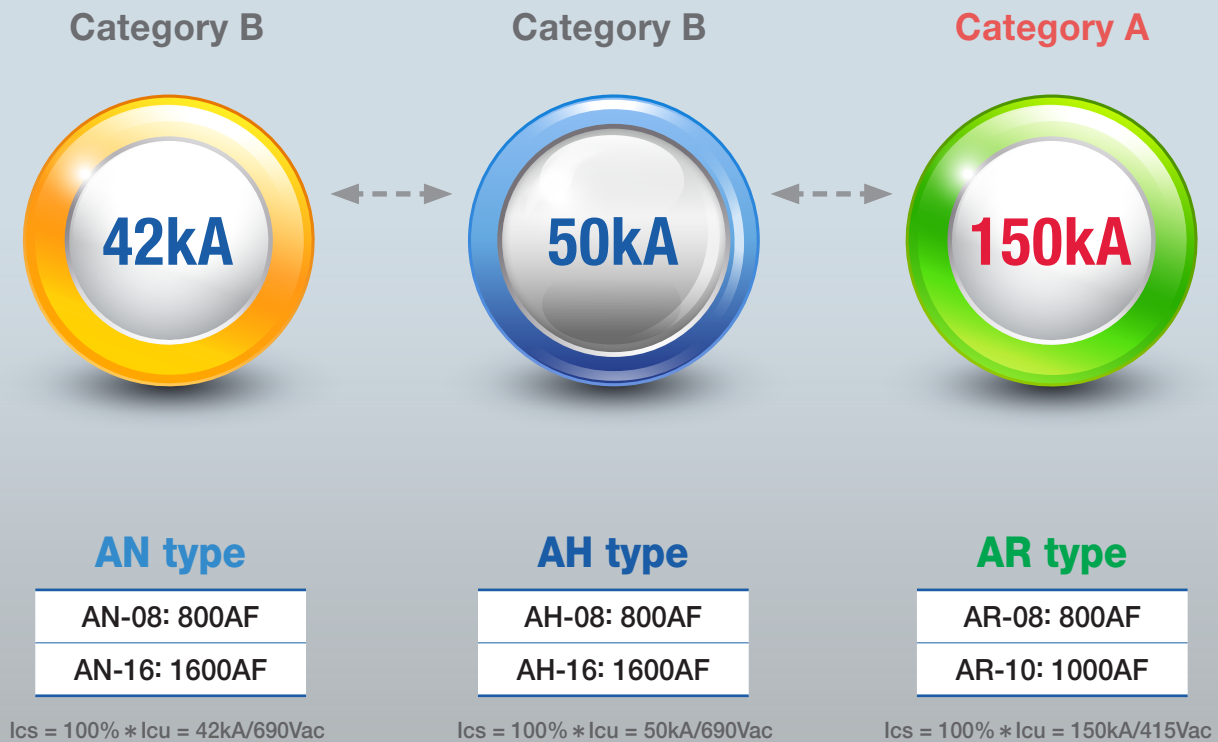 Category B
Category B
Category A
42kA
50kA
150kA
AN type
AH type
AR type
AN-08: 800AF
AH-08: 800AF
AR-08: 800AF
AN-16: 1600AF
AH-16: 1600AF
AR-10: 1000AF
Ics = 100% * Icu = 42kA/690Vac
Ics = 100% * Icu = 50kA/690Vac
Ics = 100% * Icu = 150kA/415Vac